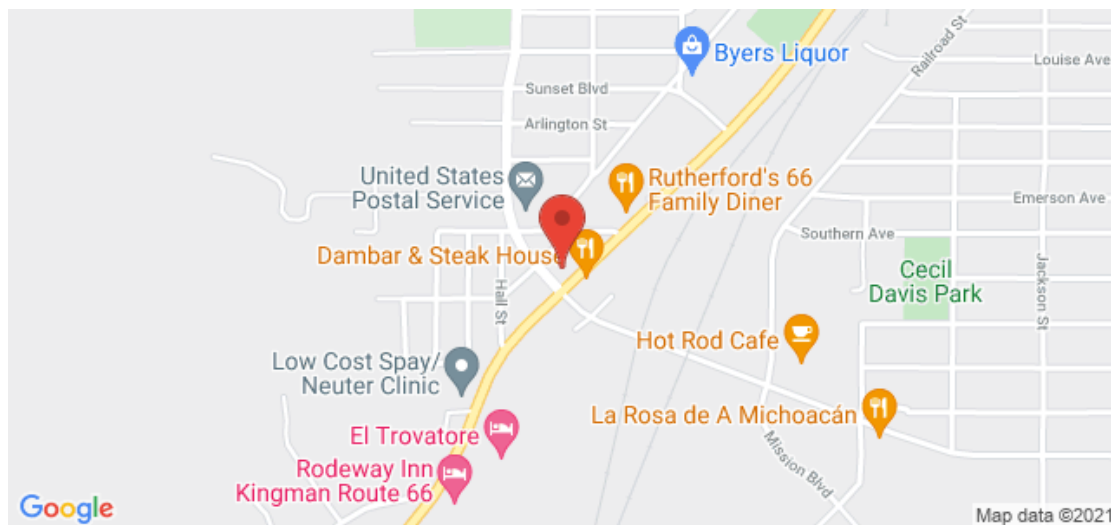 Byers Liquor
Railroad St
Louise Ave
Sunset Blvd
Arlington St
United States
Postal Service
Rutherford's 66
Family Diner
Emerson Ave
Southern Ave
Dambar & Steak House
Hall St
Cecil
Davis Park
Jackson St
Hot Rod Cafe
Low Cost Spay/
Neuter Clinic
La Rosa de A Michoacán
El Trovatore
Mission Blvd
Rodeway Inn
Kingman Route 66
Google
Map data ©2021